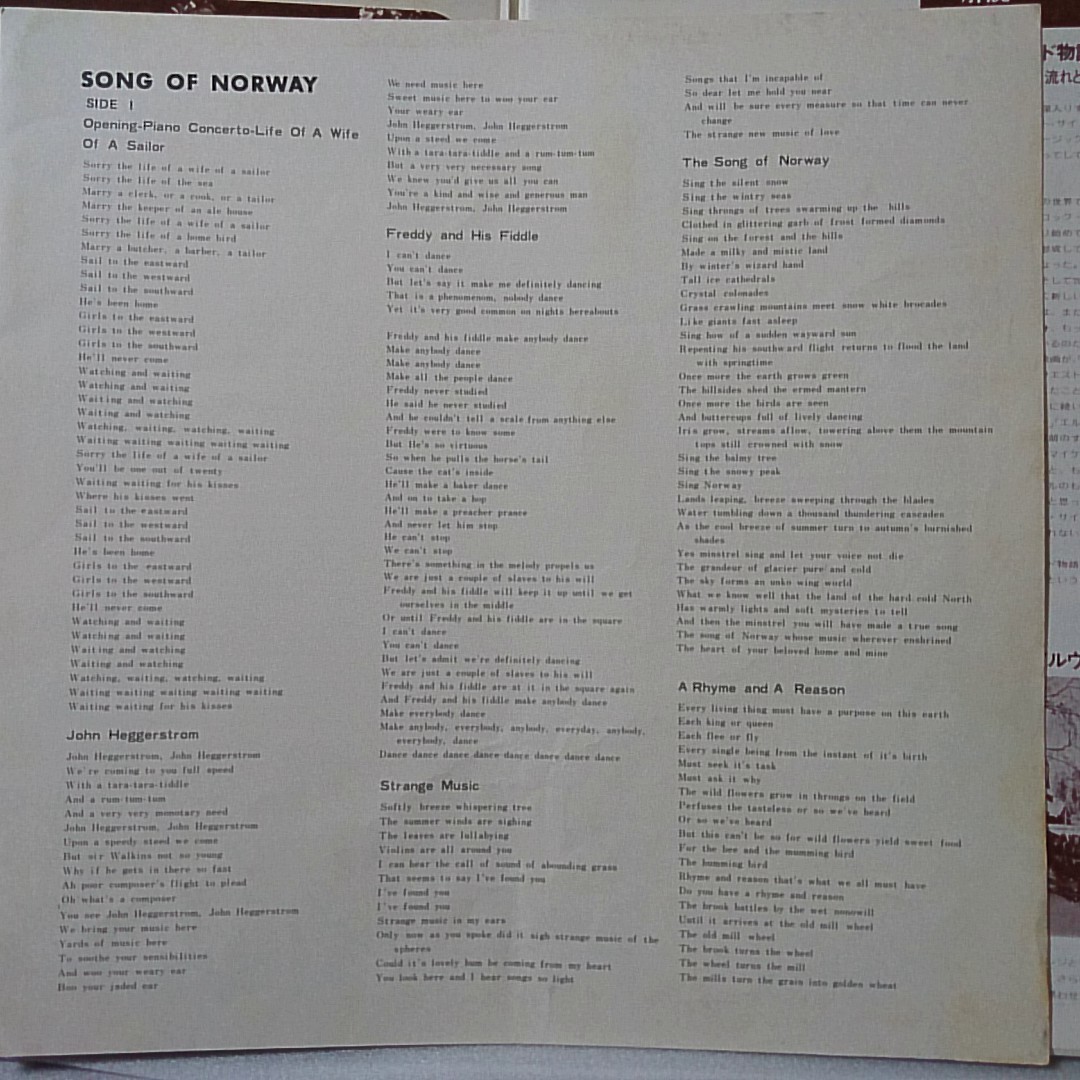 SONG OF NORWAY
SIDE I
Opening-Piano Concerto-Life Of A Wife
Of A Sailor
Sorry the life of a wife of a sailor
Sorry the life of the sea
Marry a clerk, or a cook, or a tailor
Marry the keeper of an ale house
Sorry the life of a wife of a sailor
Sorry the life of a home bird
Marry a butcher, a barber, a tailor
Sail to the eastward
Sail to the westward
Sail to the southward
He's been home
Girls to the eastward
Girls to the westward
Girls to the southward
He'll never come
Watching and waiting
Watching and waiting
Waiting and watching
Waiting and watching
Watching, waiting, watching, waiting
Waiting waiting waiting waiting waiting
Sorry the life of a wife of a sailor
You'll be one out of twenty
Waiting waiting for his kisses
Where his kisses went
Sail to the eastward
Sail to the westward
Sail to the southward
He's been home
Girls to the eastward
Girls to the westward
Girls to the southward
He'll never come
Watching and waiting
Watching and waiting
Waiting and watching
Waiting and watching
Watching, waiting, watching, waiting
Waiting waiting waiting waiting waiting
Waiting waiting for his kisses
John Heggerstrom
John Heggerstrom, John Heggerstrom
We're coming to you full speed
With a tara-tara-tiddle
And a rum-tum-tum
And a very very monotary need
John Heggerstrom, John Heggerstrom
Upon a speedy steed we come
But sir Walkins not so young
Why if he gets in there so fast
Ah poor composer's flight to plead
Oh what's a composer
You see John Heggerstrom, John Heggerstrom
We bring your music here
Yards of music here
To soothe your sensibilities
And woo your weary ear
Boo your jaded ear
We need music here
Sweet music here to woo your ear
Your weary ear
John Heggerstrom, John Heggerstrom
Upon a steed we come
With a tara-tara-tiddle and a rum-tum-tum
But a very very necessary song
We knew you'd give us all you can
You're a kind and wise and generous man
John Heggerstrom, John Heggerstrom
Freddy and His Fiddle
I can't dance
You can't dance
But let's say it make me definitely dancing
That is a phenomenom, nobody dance
Yet it's very good common on nights hereabouts
Freddy and his fiddle make anybody dance
Make anybody dance
Make anybody dance
Make all the people dance
Freddy never studied
He said he never studied
And he couldn't tell a scale from anything else
Freddy were to know some
But He's so virtuous
So when he pulls the horse's tail
Cause the cat's inside
He'll make a baker dance
And on to take a hop
He'll make a preacher prance
And never let him stop
He can't stop
We can't stop
There's something in the melody propels us
We are just a couple of slaves to his will
Freddy and his fiddle will keep it up until we get
ourselves in the middle
Or until Freddy and his fiddle are in the square
I can't dance
You can't dance
But let's admit we're definitely dancing
We are just a couple of slaves to his will
Freddy and his fiddle are at it in the square again
And Freddy and his fiddle make anybody dance
Make everybody dance
Make anybody, everybody, anybody, everyday, anybody,
everybody, dance
Dance dance dance dance dance dance dance dance
Strange Music
Softly breeze whispering tree
The summer winds are sighing
The leaves are lullabying
Violins are all around you
I can hear the call of sound of abounding grass
That seems to say I've found you
I've found you
I've found you
Strange music in my ears
Only now as you spoke did it sigh strange music of the
spheres
Could it's lovely hum be coming from my heart
You look here and I hear songs so light
Songs that I'm incapable of
So dear let me hold you near
And will be sure every measure so that time can never
change
The strange new music of love
The Song of Norway
Sing the silent snow
Sing the wintry seas
Sing throngs of trees swarming up the hills
Clothed in glittering garb of frost formed diamonds
Sing on the forest and the hills
Made a milky and mistic land
By winter's wizard hand
Tall ice cathedrals
Crystal colonades
Grass crawling mountains meet snow white brocades
Like giants fast asleep
Sing how of a sudden wayward sun
Repenting his southward flight returns to flood the land
with springtime
Once more the earth grows green
The hillsides shed the ermed mantern
Once more the birds are seen
And buttercups full of lively dancing
Iris grow, streams aflow, towering above them the mountain
tops still crowned with snow
Sing the balmy tree
Sing the snowy peak
Sing Norway
Lands leaping, breeze sweeping through the blades
Water tumbling down a thousand thundering cascades
As the cool breeze of summer turn to autumn's burnished
shades
Yes minstrel sing and let your voice not die
The grandeur of glacier pure and cold
The sky forms an unko wing world
What we know well that the land of the hard cold North
Has warmly lights and soft mysteries to tell
And then the minstrel you will have made a true song
The song of Norway whose music wherever enshrined
The heart of your beloved home and mine
A Rhyme and A Reason
Every living thing must have a purpose on this earth
Each king or queen
Each flee or fly
Every single being from the instant of it's birth
Must seek it's task
Must ask it why
The wild flowers grow in throngs on the field
Perfuses the tasteless or so we've heard
Or so we've heard
But this can't be so for wild flowers yield sweet food
For the bee and the mumming bird
The humming bird
Rhyme and reason that's what we all must have
Do you have a rhyme and reason
The brook battles by the wet nonowill
Until it arrives at the old mill wheel
The old mill wheel
The brook turns the wheel
The wheel turns the mill
The mills turn the grain into golden wheat